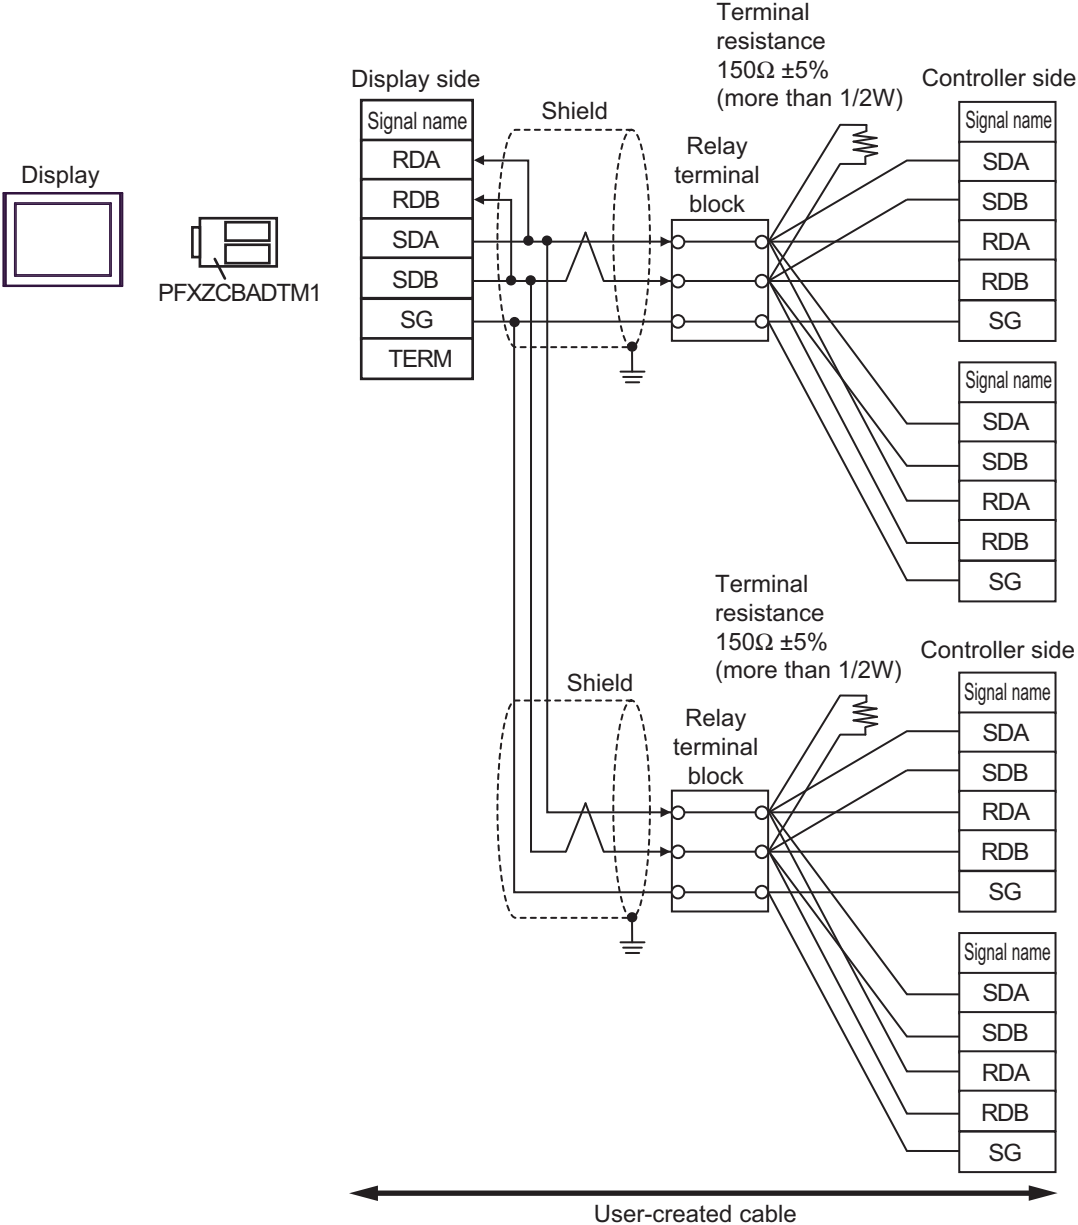 Terminal
resistance
150Ω ±5%
(more than 1/2W)
Display side
Controller side
Signal name
RDA
RDB
SDA
SDB
SG
TERM
Shield
Relay
terminal
block
Signal name
SDA
SDB
RDA
RDB
SG
Display
PFXZCBADTM1
Signal name
SDA
SDB
RDA
RDB
SG
Terminal
resistance
150Ω ±5%
(more than 1/2W)
Controller side
Shield
Relay
terminal
block
Signal name
SDA
SDB
RDA
RDB
SG
Signal name
SDA
SDB
RDA
RDB
SG
User-created cable